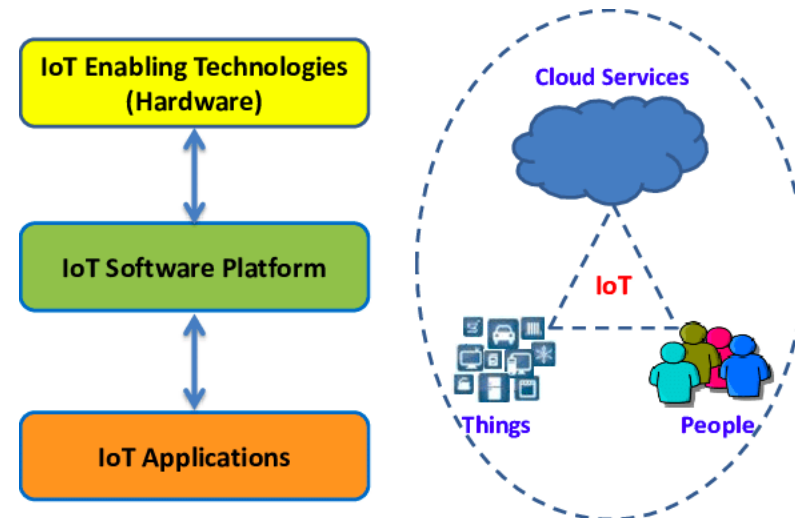 IoT Enabling Technologies
(Hardware)
IoT Software Platform
IoT Applications
Cloud Services
IoT
Things
People